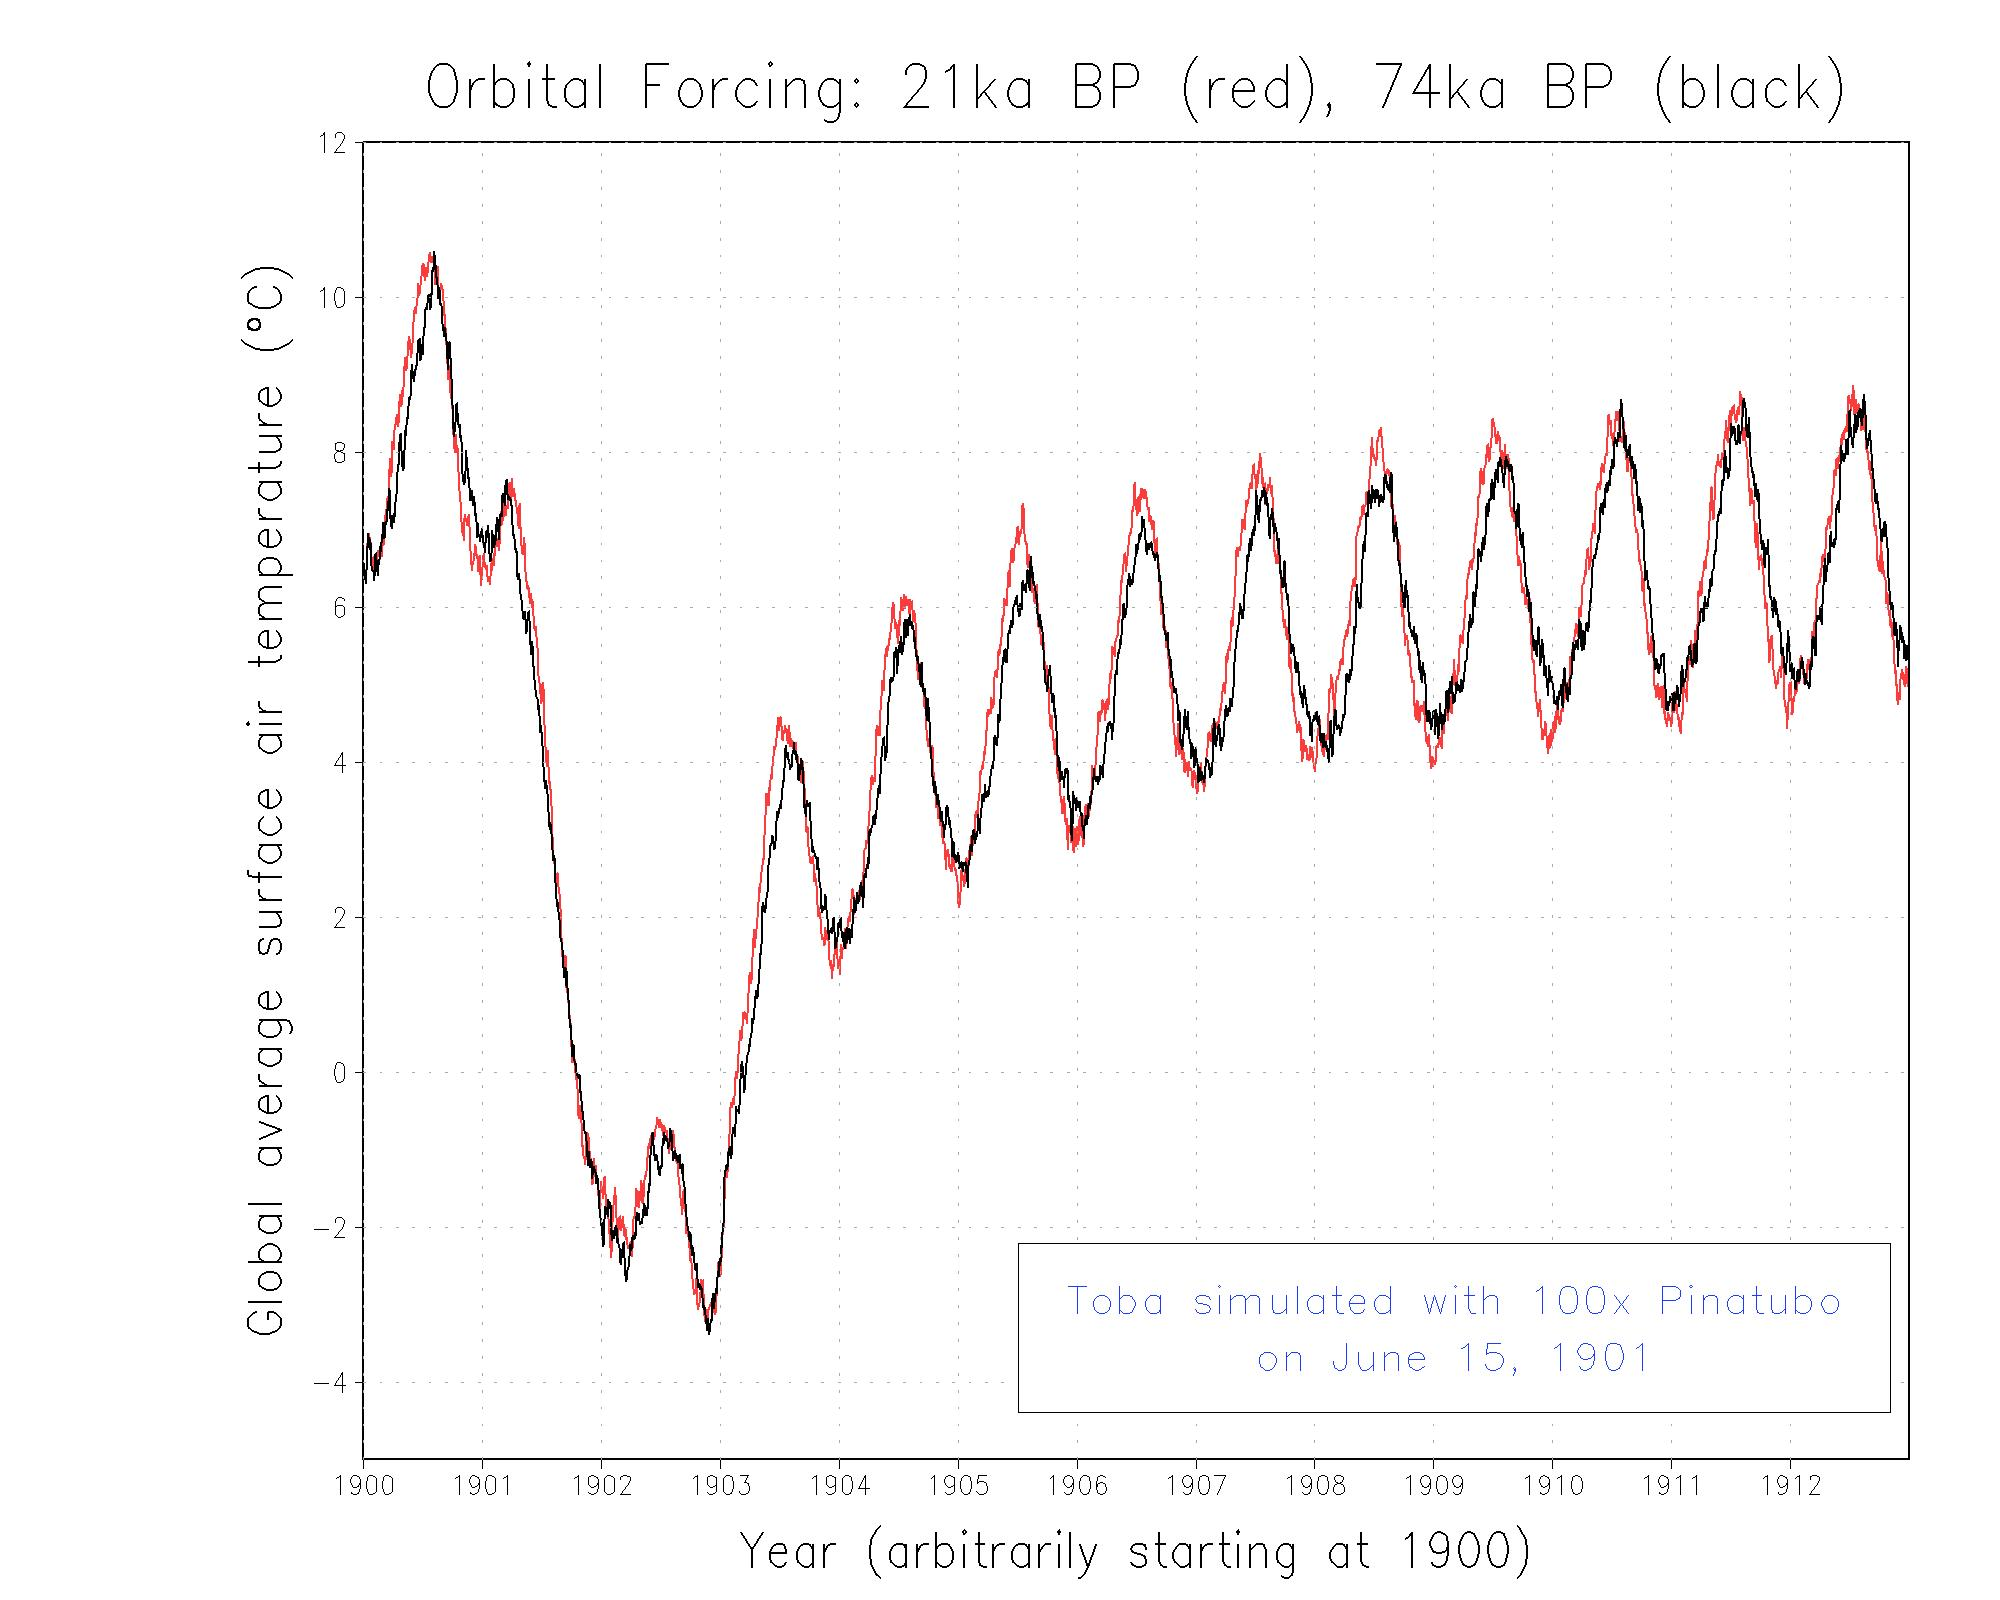 Orbital Forcing: 21ka BP (red), 74ka BP (black)
Global average surface air temperature (°C)
12
10
8
6
4
2
0
−2
−4
Toba simulated with 100x Pinatubo
on June 15, 1901
1900 1901 1902 1903 1904 1905 1906 1907 1908 1909 1910 1911 1912
Year (arbitrarily starting at 1900)